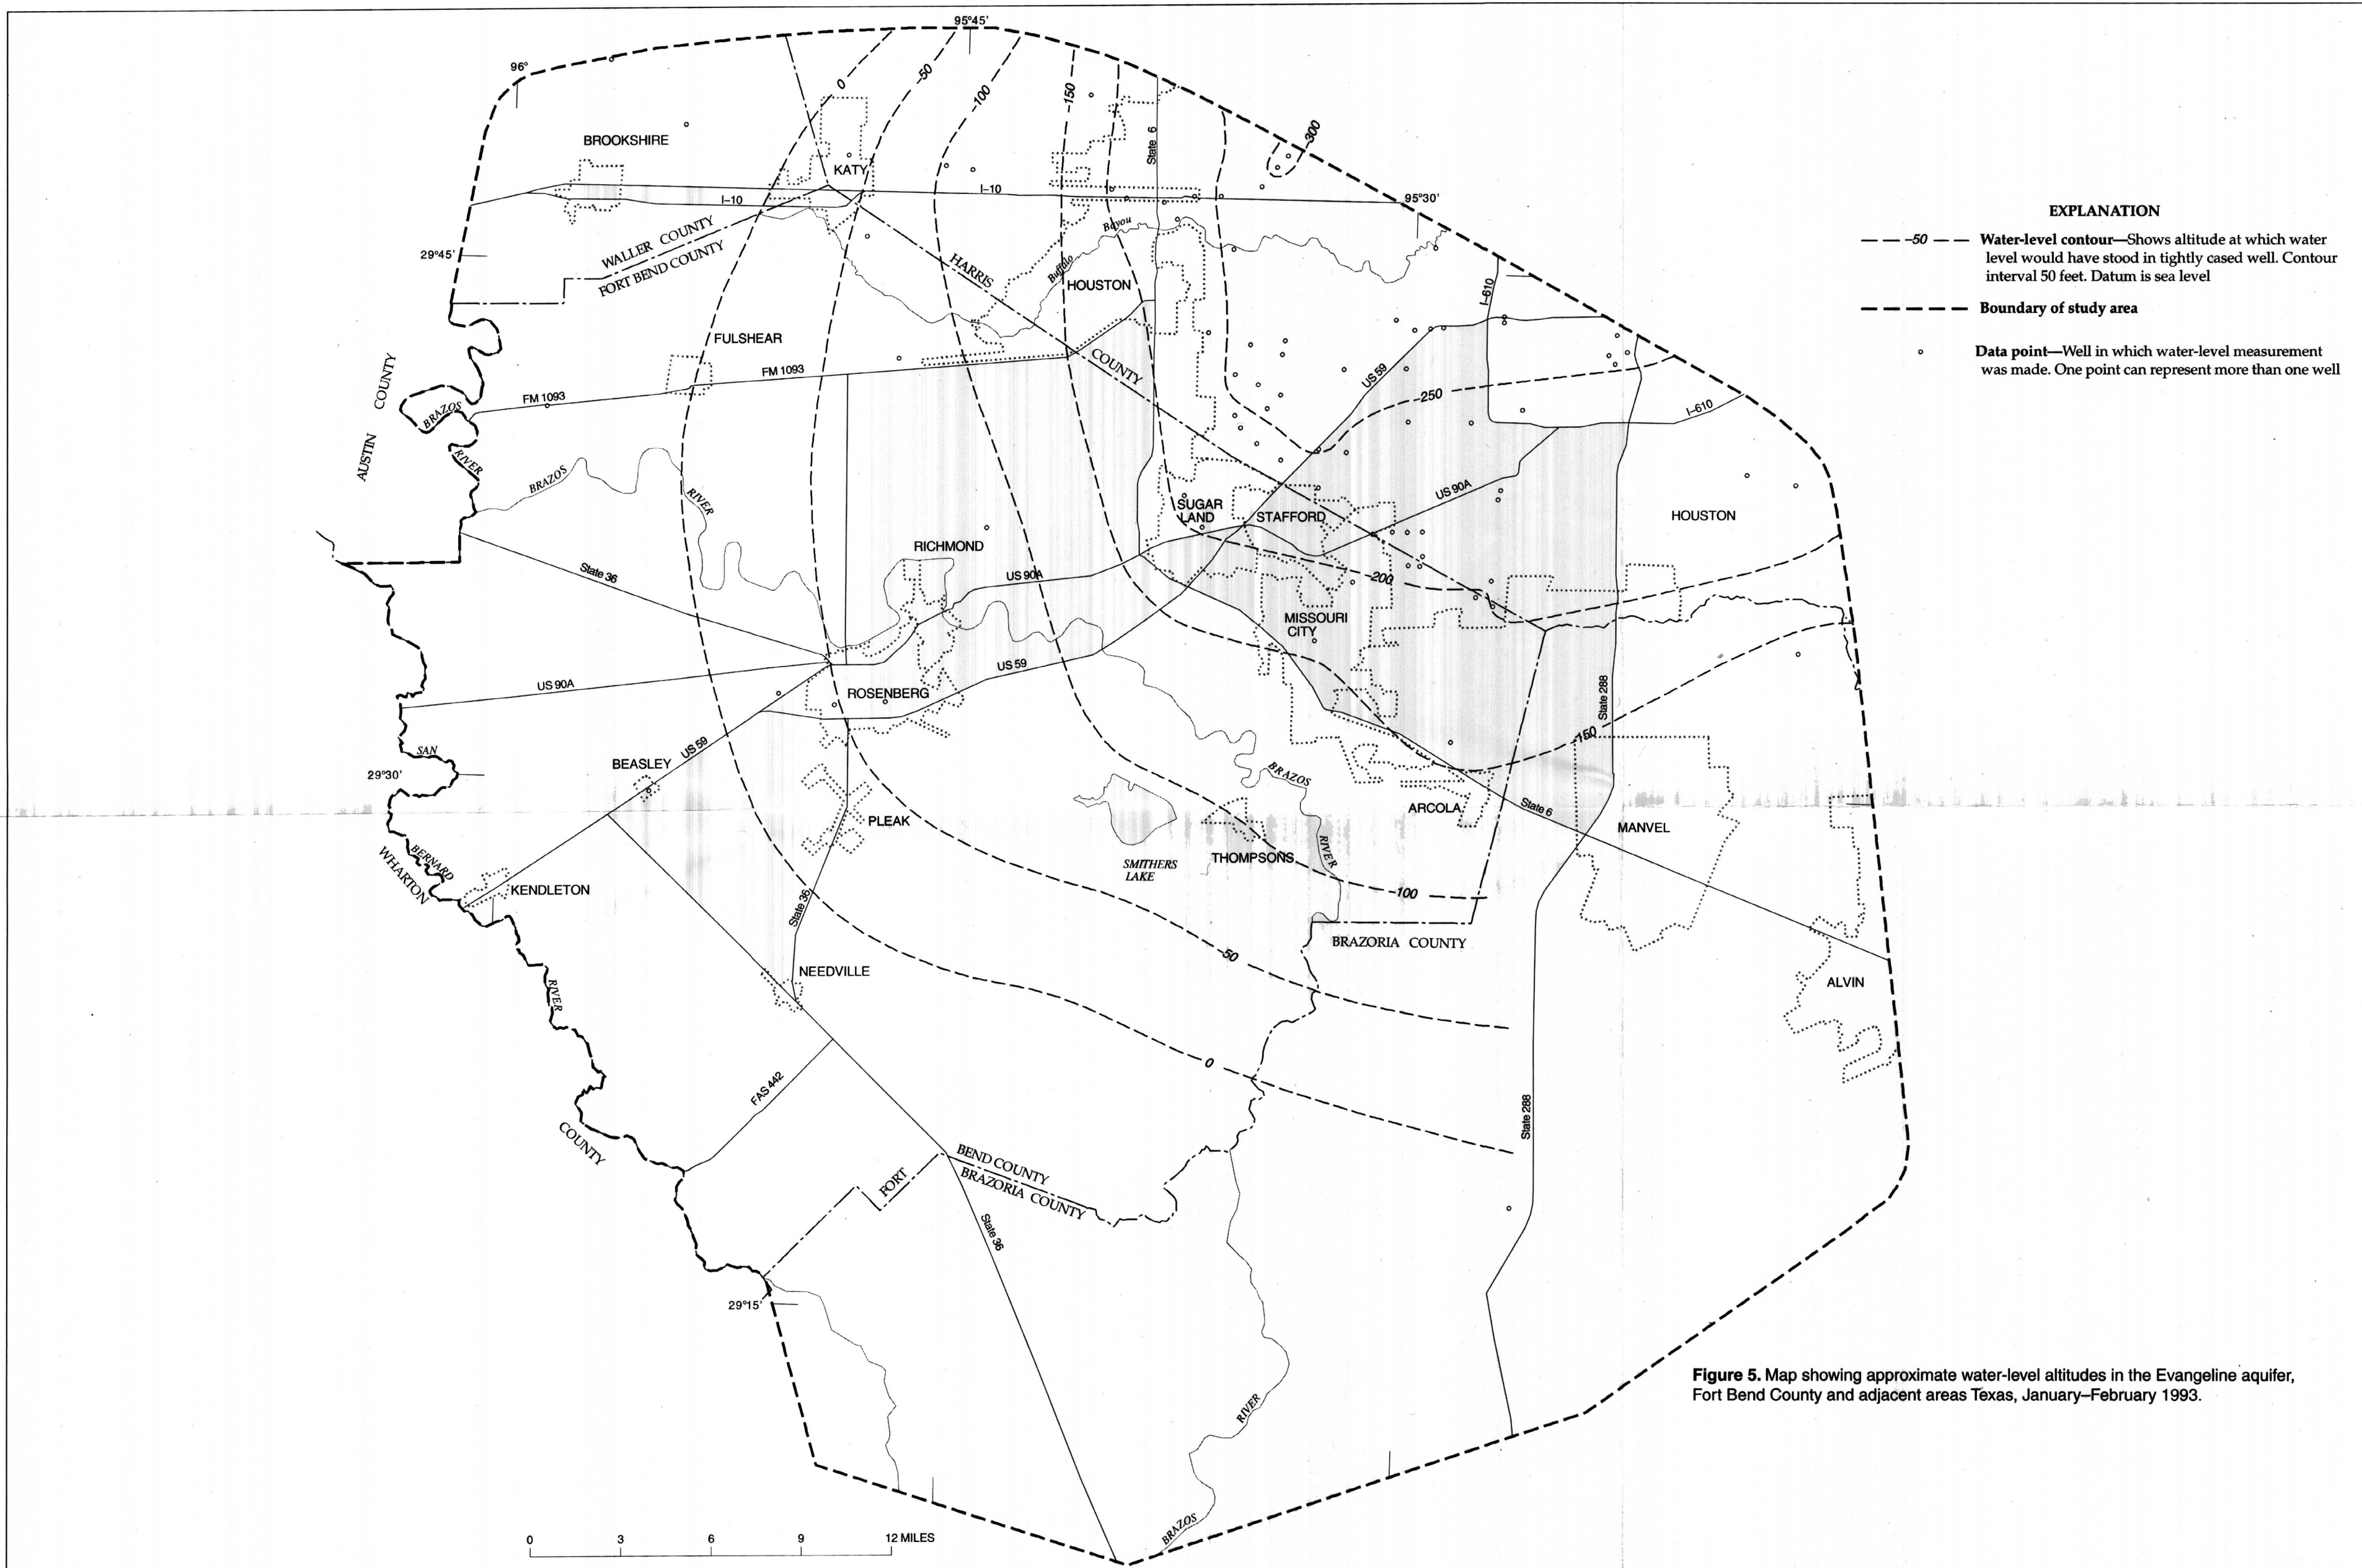 95°45'
96°
0
-50
-100
-150
State 6
-300
BROOKSHIRE
KATY
I-10
I-10
95°30'
WALLER COUNTY
FORT BEND COUNTY
29°45'
HARRIS
COUNTY
Buffalo
Bayou
HOUSTON
I-610
FULSHEAR
FM 1093
FM 1093
AUSTIN
COUNTY
BRAZOS
RIVER
BRAZOS
RIVER
US 59
-250
I-610
US 90A
SUGAR
LAND
STAFFORD
HOUSTON
RICHMOND
US 90A
State 36
-200
MISSOURI
CITY
US 59
US 90A
ROSENBERG
State 288
-150
SAN
29°30'
BEASLEY
US 59
BRAZOS
RIVER
PLEAK
ARCOLA
State 6
MANVEL
SMITHERS
LAKE
THOMPSONS
BERNARD
WHARTON
KENDLETON
State 36
-100
BRAZORIA COUNTY
-50
NEEDVILLE
ALVIN
RIVER
0
FAS 442
State 288
COUNTY
FORT
BEND COUNTY
BRAZORIA COUNTY
State 36
29°15'
RIVER
BRAZOS
0 3 6 9 12 MILES
EXPLANATION
-50 Water-level contour—Shows altitude at which water
level would have stood in tightly cased well. Contour
interval 50 feet. Datum is sea level
Boundary of study area
Data point—Well in which water-level measurement
was made. One point can represent more than one well
Figure 5. Map showing approximate water-level altitudes in the Evangeline aquifer,
Fort Bend County and adjacent areas Texas, January–February 1993.